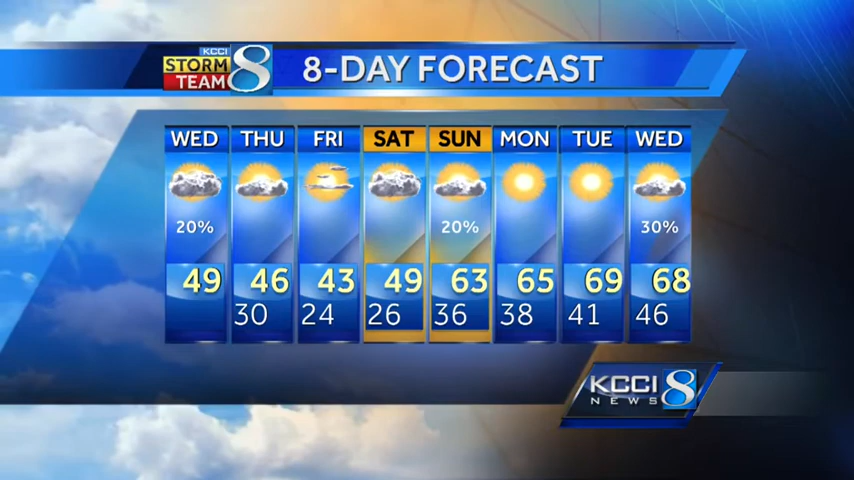 KCCI
STORM
TEAM 8
8-DAY FORECAST
WED THU FRI SAT SUN MON TUE WED
20% 20% 30%
49 46 43 49 63 65 69 68
30 24 26 36 38 41 46
KCCI 8
NEWS